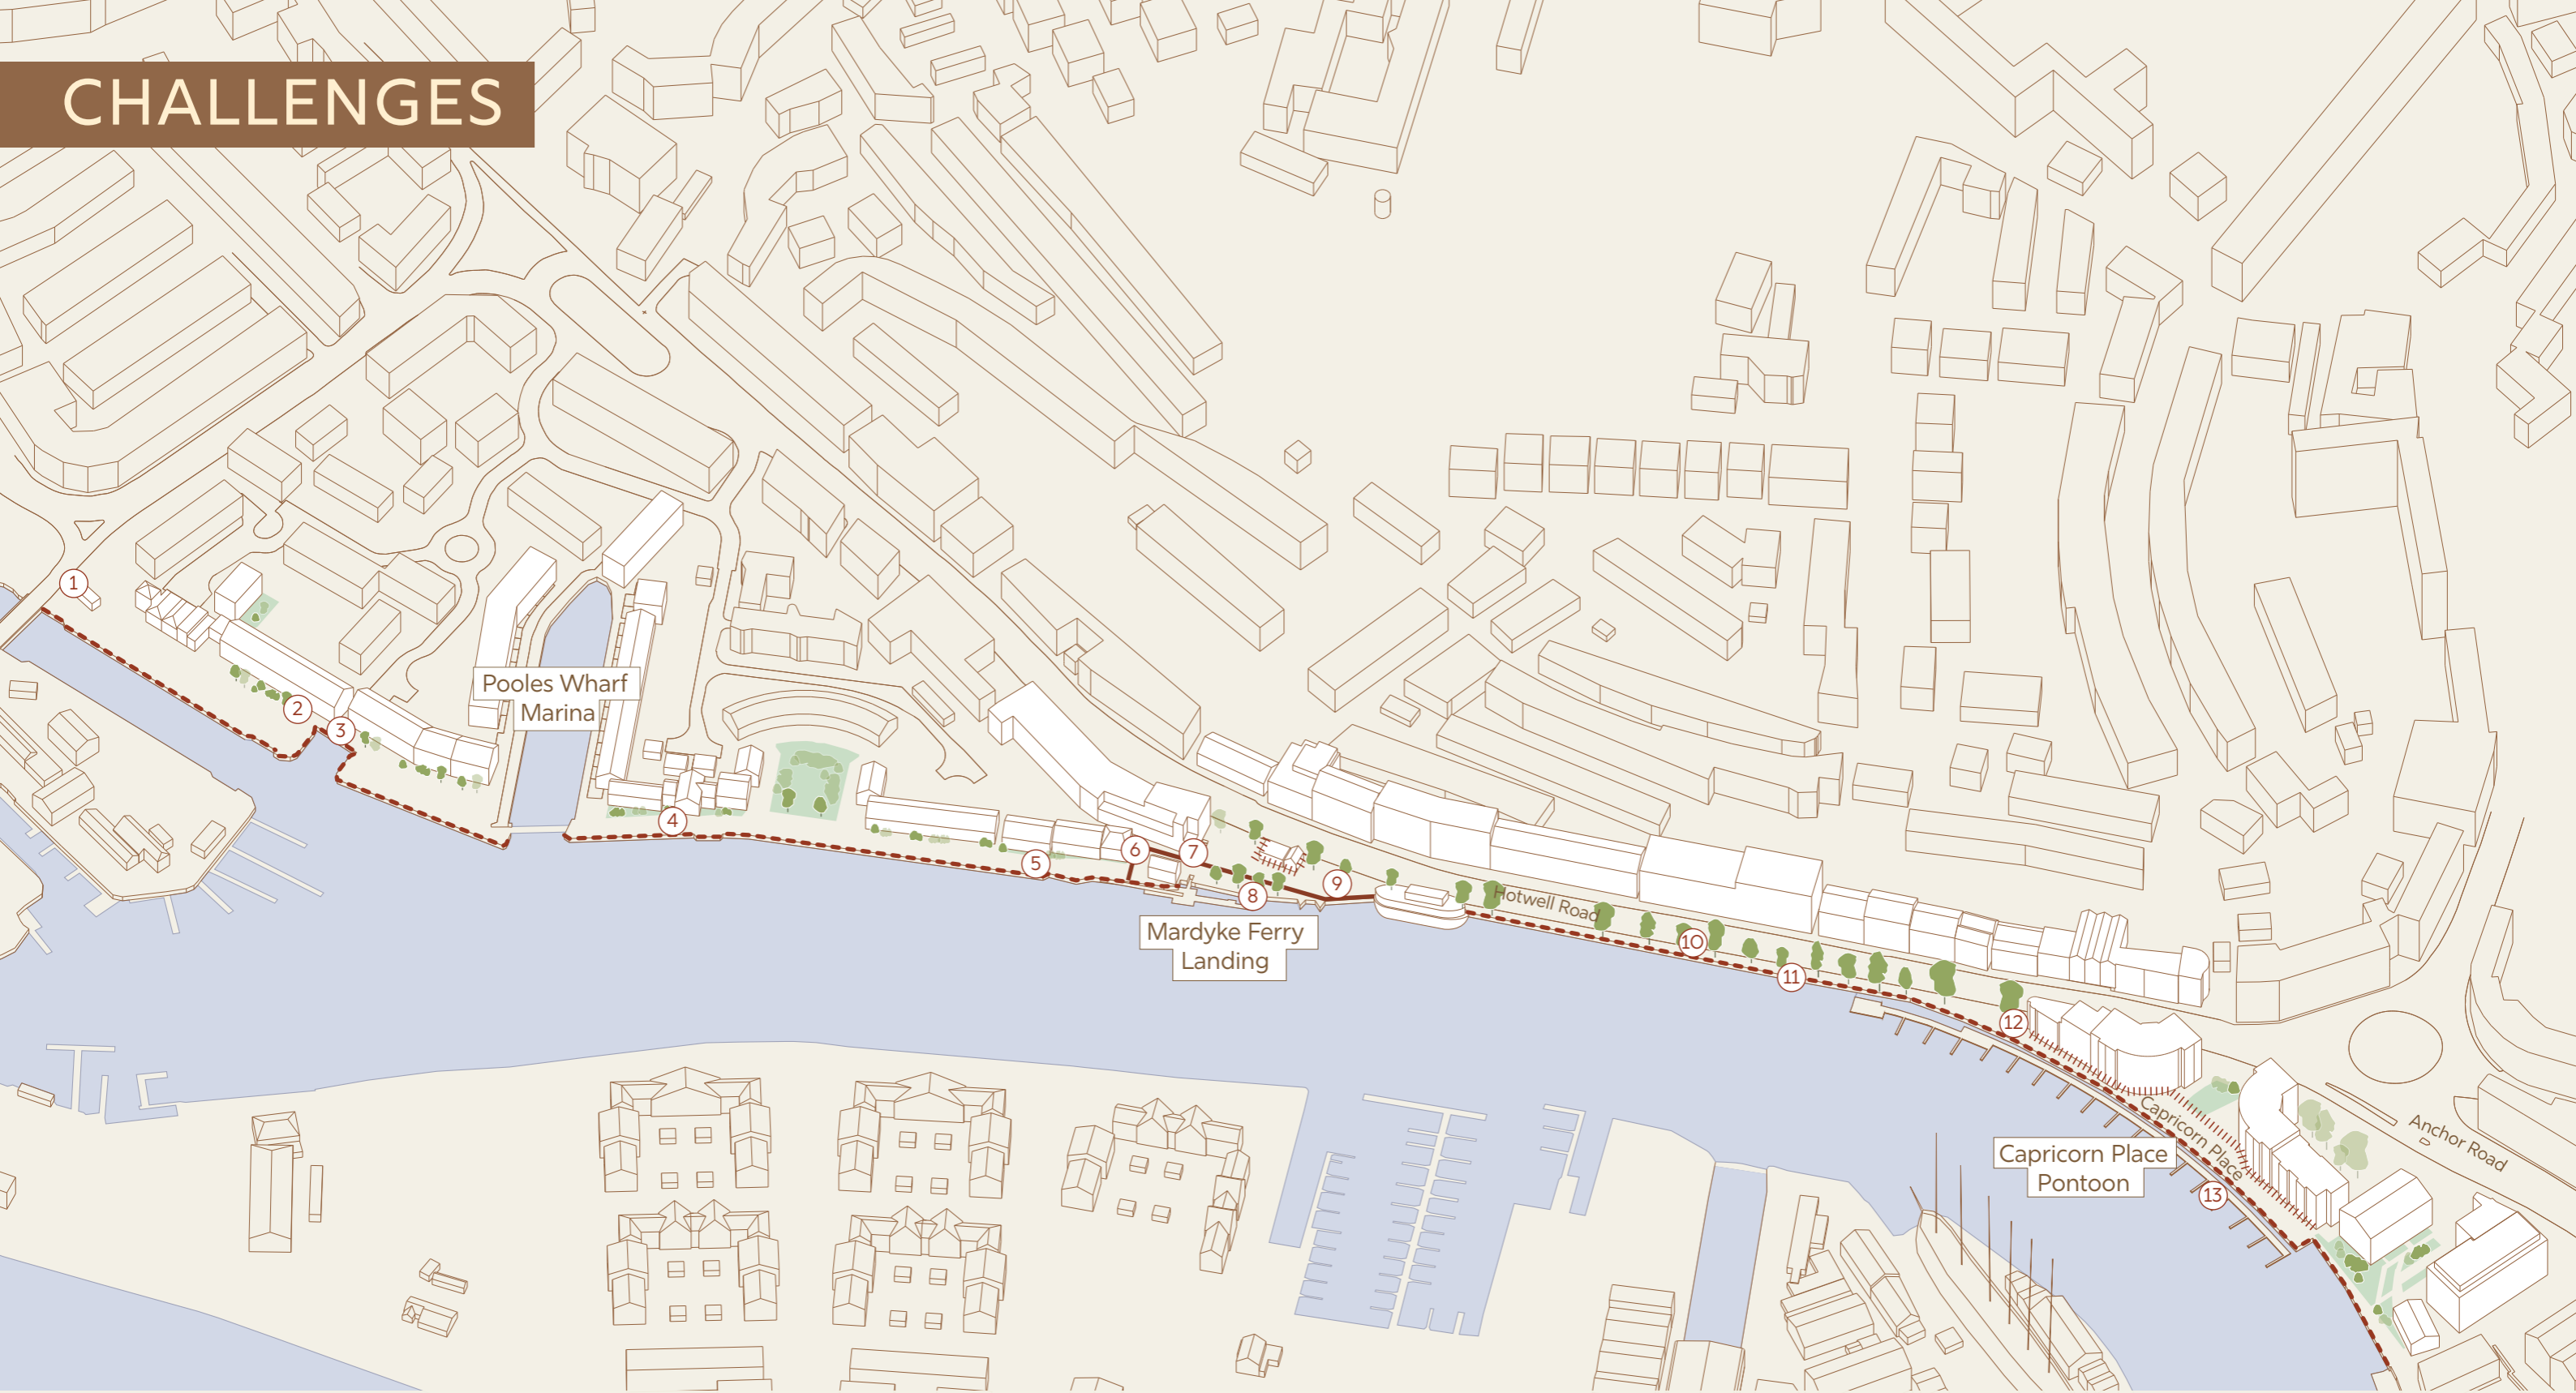 CHALLENGES
1
2
3
Pooles Wharf
Marina
4
5
6
7
8
9
Mardyke Ferry
Landing
Hotwell Road
10
11
12
Capricorn Place
Capricorn Place
Pontoon
13
Anchor Road